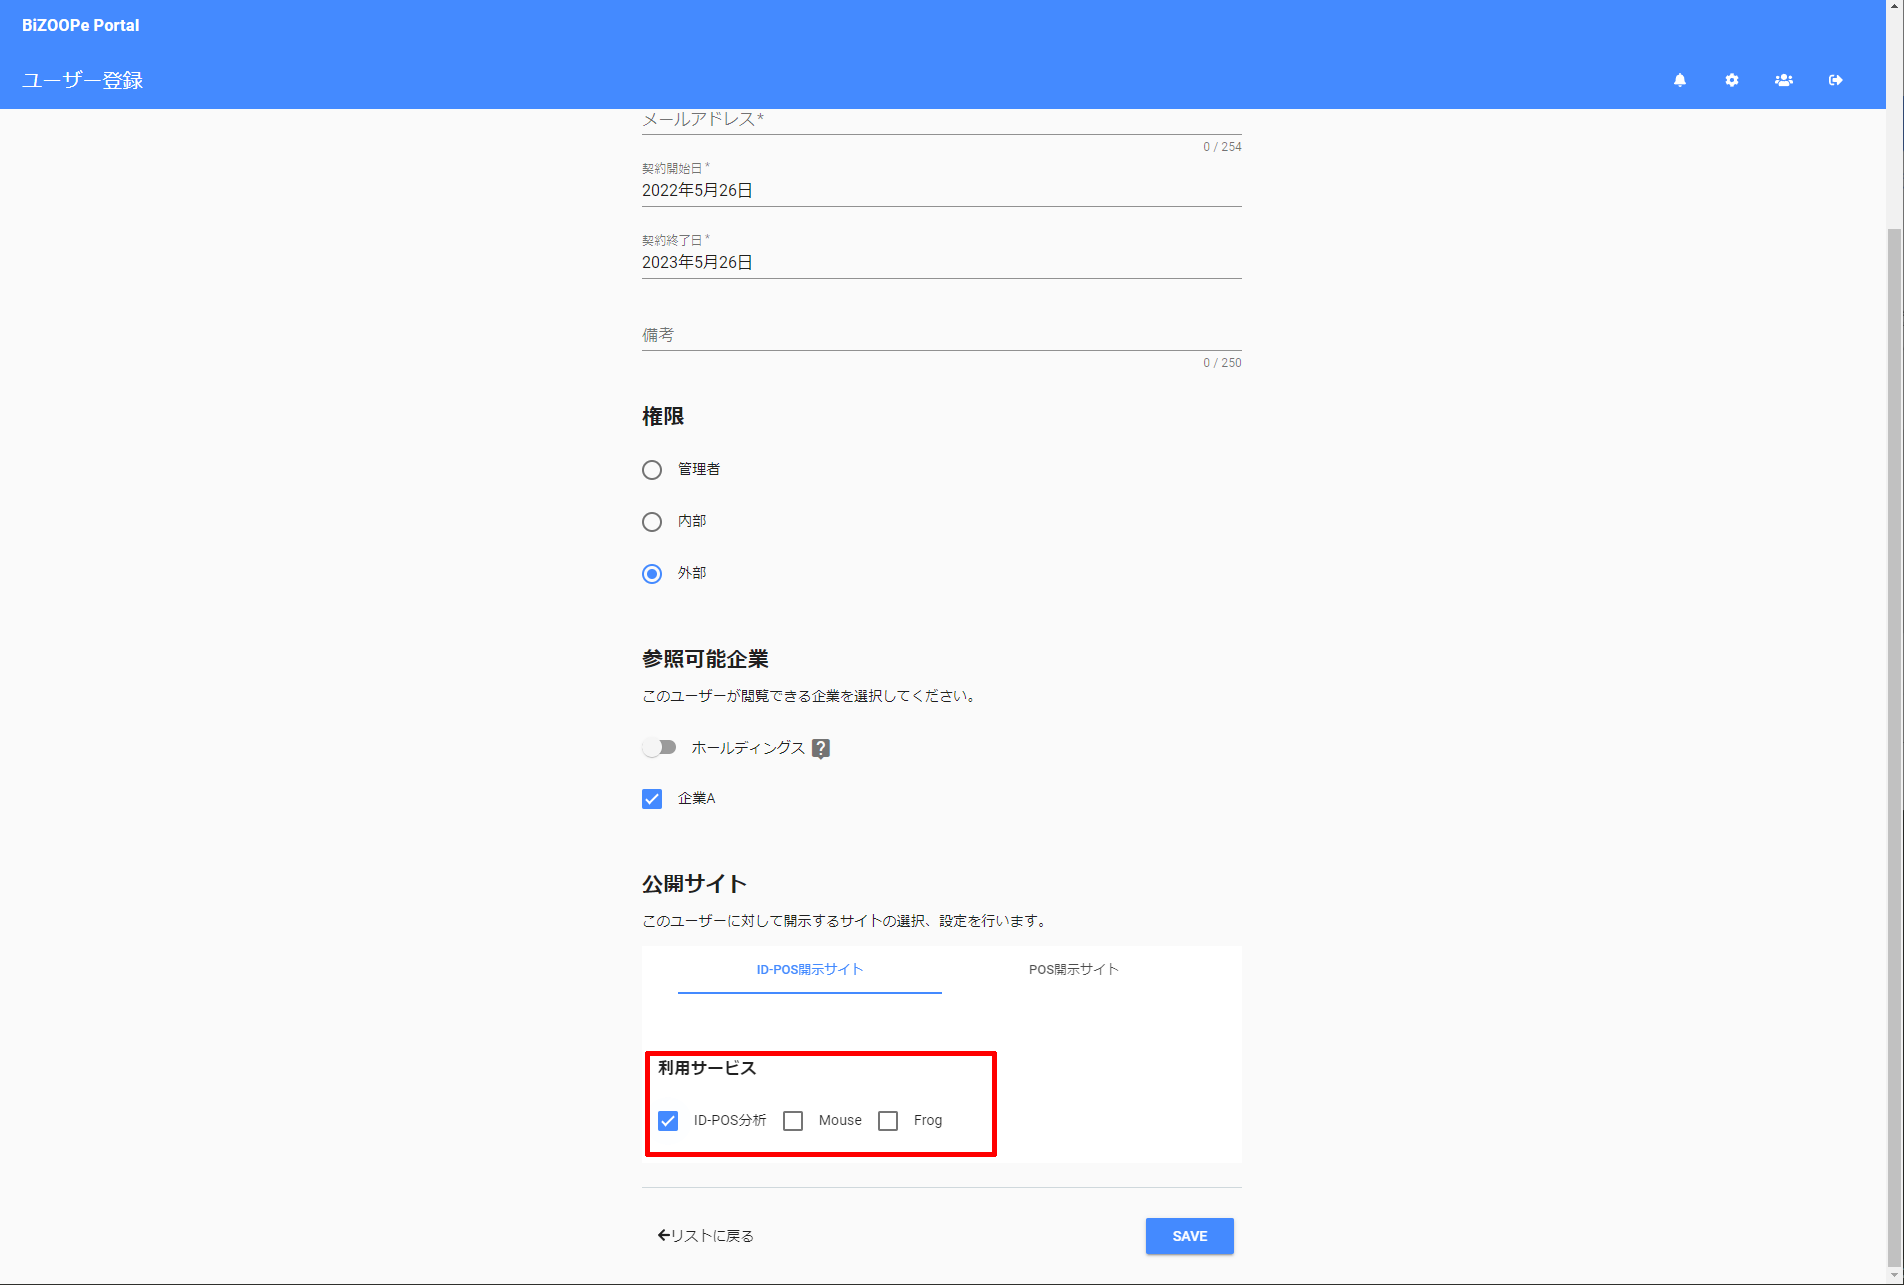 BiZOOPe Portal
ユーザー登録
メールアドレス*
0 / 254
契約開始日*
2022年5月26日
契約終了日*
2023年5月26日
備考
0 / 250
権限
管理者
内部
外部
参照可能企業
このユーザーが閲覧できる企業を選択してください。
ホールディングス ?
企業A
公開サイト
このユーザーに対して開示するサイトの選択、設定を行います。
ID-POS開示サイト POS開示サイト
利用サービス
ID-POS分析 Mouse Frog
←リストに戻る SAVE